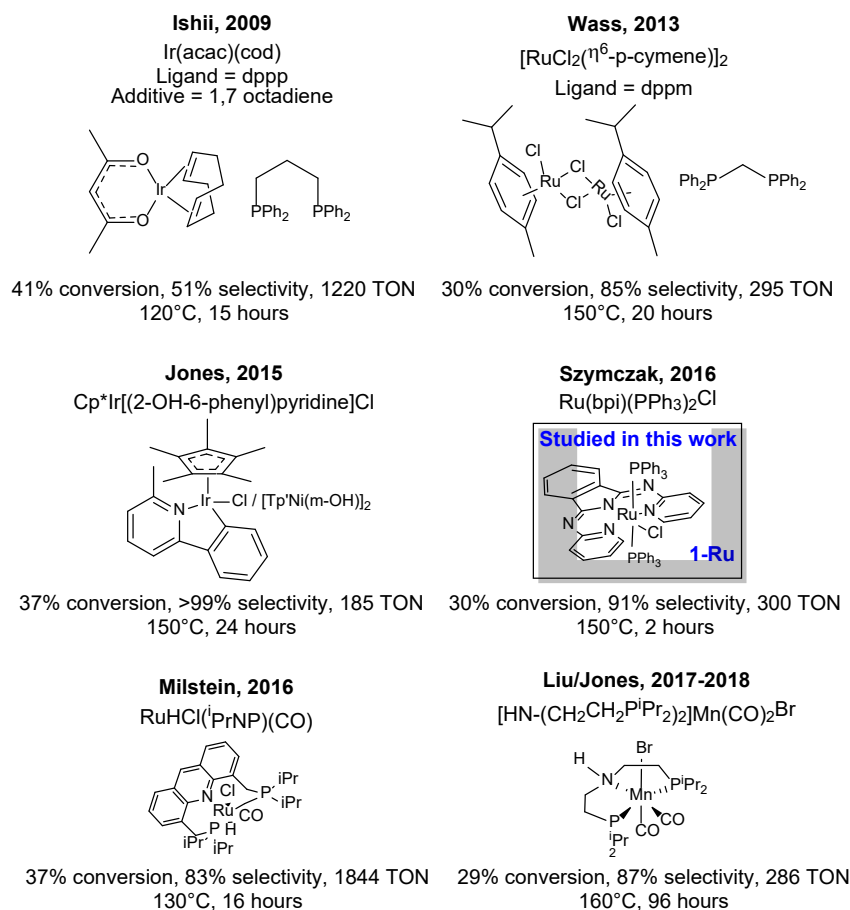 Ishii, 2009
Ir(acac)(cod)
Ligand = dppp
Additive = 1,7 octadiene
O
Ir
O
PPh2 PPh2
41% conversion, 51% selectivity, 1220 TON
120°C, 15 hours
Wass, 2013
[RuCl2(η6-p-cymene)]2
Ligand = dppm
Cl
Ru
Cl
Ru
Cl
Cl
Ph2P PPh2
30% conversion, 85% selectivity, 295 TON
150°C, 20 hours
Jones, 2015
Cp*Ir[(2-OH-6-phenyl)pyridine]Cl
Ir Cl / [Tp'Ni(m-OH)]2
N
37% conversion, >99% selectivity, 185 TON
150°C, 24 hours
Szymczak, 2016
Ru(bpi)(PPh3)2Cl
Studied in this work
PPh3
N
N N
Ru
N
N
Cl
PPh3
1-Ru
30% conversion, 91% selectivity, 300 TON
150°C, 2 hours
Milstein, 2016
RuHCl(iPrNP)(CO)
iPr
Cl
P
iPr
N
Ru
CO
P H
iPr
iPr
37% conversion, 83% selectivity, 1844 TON
130°C, 16 hours
Liu/Jones, 2017-2018
[HN-(CH2CH2PiPr2)2]Mn(CO)2Br
Br
H
N
PiPr2
Mn
P
CO
CO
iPr
2
29% conversion, 87% selectivity, 286 TON
160°C, 96 hours